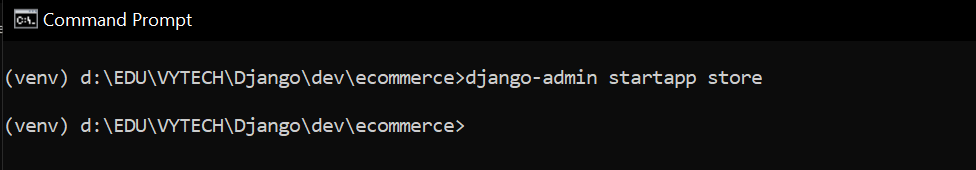 Command Prompt
(venv) d:\EDU\VYTECH\Django\dev\ecommerce>django-admin startapp store
(venv) d:\EDU\VYTECH\Django\dev\ecommerce>